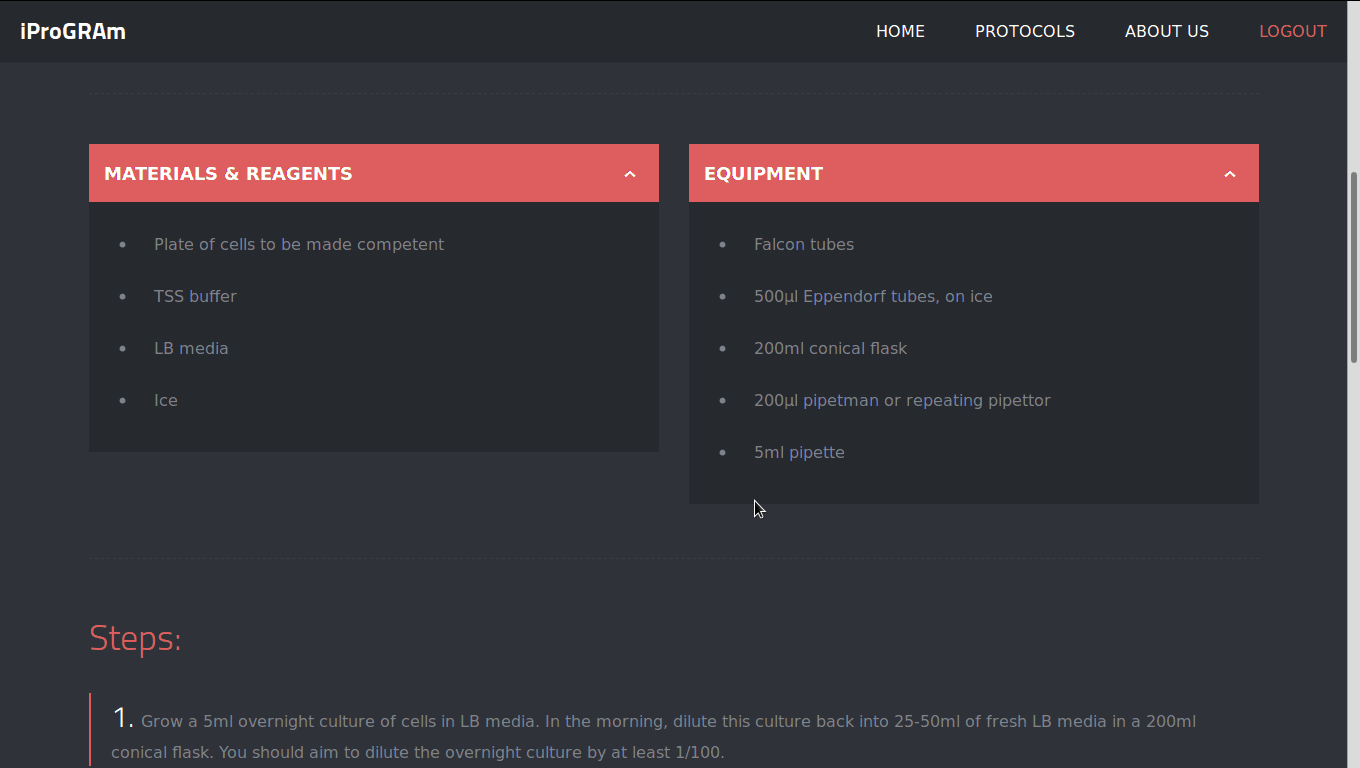 iProGRAm
HOME PROTOCOLS ABOUT US LOGOUT
MATERIALS & REAGENTS
Plate of cells to be made competent
TSS buffer
LB media
Ice
EQUIPMENT
Falcon tubes
500µl Eppendorf tubes, on ice
200ml conical flask
200µl pipetman or repeating pipettor
5ml pipette
Steps:
1. Grow a 5ml overnight culture of cells in LB media. In the morning, dilute this culture back into 25-50ml of fresh LB media in a 200ml
conical flask. You should aim to dilute the overnight culture by at least 1/100.